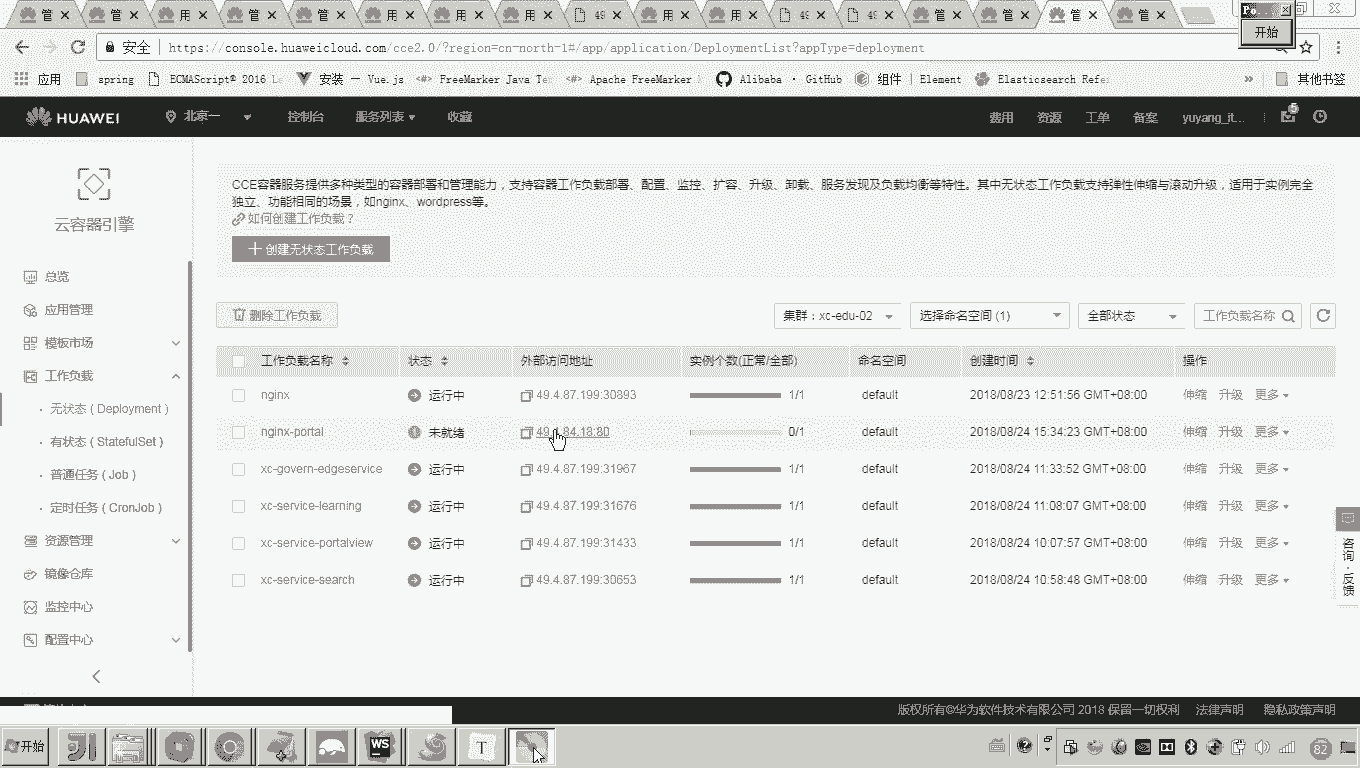 管 管 用 管 管 用 用 用 49 用 用 49 49 管 管 管 管
开始
安全 https://console.huaweicloud.com/cce2.0/?region=cn-north-1#/app/application/DeploymentList?appType=deployment
应用 spring ECMAScript® 2016 安装 — Vue.js FreeMarker Java Apache FreeMarker Alibaba · GitHub 组件 | Element Elasticsearch » 其他书签
HUAWEI 北京一 控制台 服务列表 收藏 费用 资源 工单 备案 yuyang_it... 5
云容器引擎
总览
应用管理
模板市场
工作负载
· 无状态 ( Deployment )
· 有状态 ( StatefulSet )
· 普通任务 ( Job )
· 定时任务 ( CronJob )
资源管理
镜像仓库
监控中心
配置中心
CCE容器服务提供多种类型的容器部署和管理能力，支持容器工作负载部署、配置、监控、扩容、升级、卸载、服务发现及负载均衡等特性。其中无状态工作负载支持弹性伸缩与滚动升级，适用于实例完全
独立、功能相同的场景，如nginx、wordpress等。
如何创建工作负载？
创建无状态工作负载
删除工作负载 集群：xc-edu-02 选择命名空间 (1) 全部状态 工作负载名称
工作负载名称 状态 外部访问地址 实例个数(正常/全部) 命名空间 创建时间 操作
nginx 运行中 49.4.87.199:30893 1/1 default 2018/08/23 12:51:56 GMT+08:00 伸缩 升级 更多
nginx-portal 未就绪 49.4.84.18:80 0/1 default 2018/08/24 15:34:23 GMT+08:00 伸缩 升级 更多
xc-govern-edgeservice 运行中 49.4.87.199:31967 1/1 default 2018/08/24 11:33:52 GMT+08:00 伸缩 升级 更多
xc-service-learning 运行中 49.4.87.199:31676 1/1 default 2018/08/24 11:08:07 GMT+08:00 伸缩 升级 更多
xc-service-portalview 运行中 49.4.87.199:31433 1/1 default 2018/08/24 10:07:57 GMT+08:00 伸缩 升级 更多
xc-service-search 运行中 49.4.87.199:30653 1/1 default 2018/08/24 10:58:48 GMT+08:00 伸缩 升级 更多
咨询·反馈
版权所有©华为软件技术有限公司 2018 保留一切权利 法律声明 隐私政策声明
开始 WS T 82